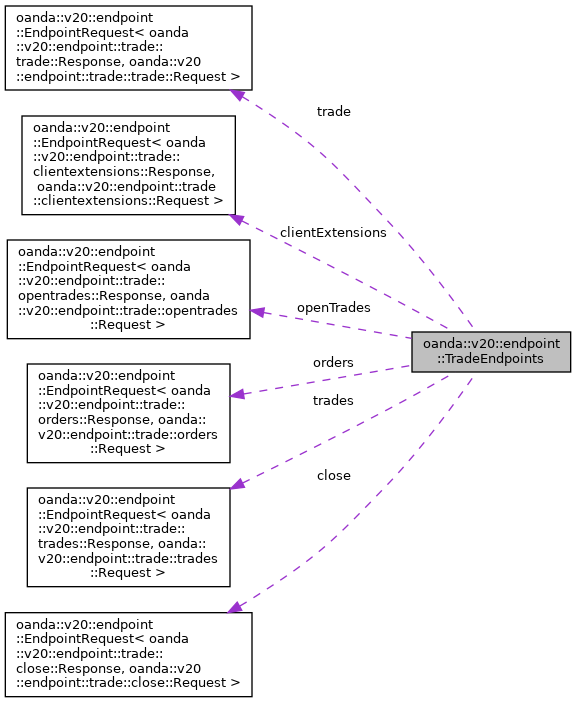 oanda::v20::endpoint
::EndpointRequest< oanda
::v20::endpoint::trade::
trade::Response, oanda::v20
::endpoint::trade::trade::Request >
trade
oanda::v20::endpoint
::EndpointRequest< oanda
::v20::endpoint::trade::
clientextensions::Response,
oanda::v20::endpoint::trade
::clientextensions::Request >
clientExtensions
oanda::v20::endpoint
::EndpointRequest< oanda
::v20::endpoint::trade::
opentrades::Response, oanda
::v20::endpoint::trade::opentrades
::Request >
openTrades
oanda::v20::endpoint
::TradeEndpoints
oanda::v20::endpoint
::EndpointRequest< oanda
::v20::endpoint::trade::
orders::Response, oanda::
v20::endpoint::trade::orders
::Request >
orders
trades
oanda::v20::endpoint
::EndpointRequest< oanda
::v20::endpoint::trade::
trades::Response, oanda::
v20::endpoint::trade::trades
::Request >
close
oanda::v20::endpoint
::EndpointRequest< oanda
::v20::endpoint::trade::
close::Response, oanda::v20
::endpoint::trade::close::Request >